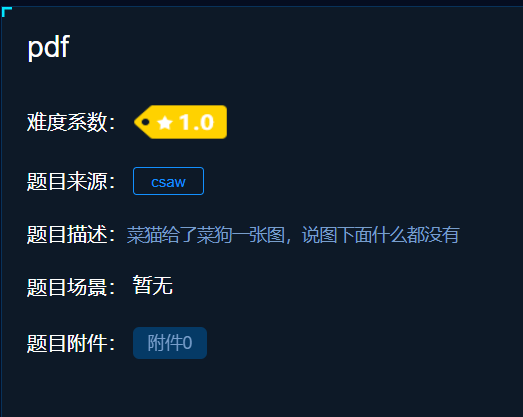 pdf
难度系数： ★ 1.0
题目来源： csaw
题目描述：菜猫给了菜狗一张图，说图下面什么都没有
题目场景： 暂无
题目附件： 附件0